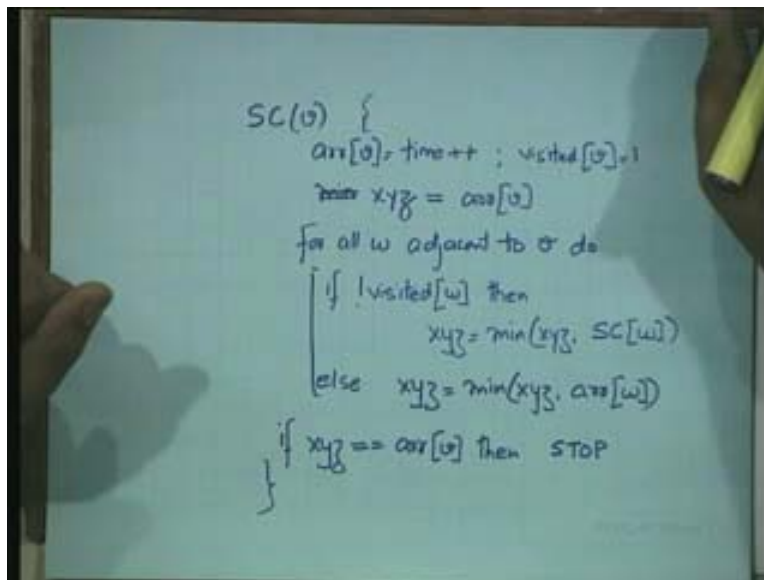 SC(v) {
arr[v] = time++ ; visited[v]=1
xyz = arr[v]
for all w adjacent to v do
if !visited[w] then
xyz = min(xyz, SC[w])
else xyz = min(xyz, arr[w])
if xyz == arr[v] then STOP
}